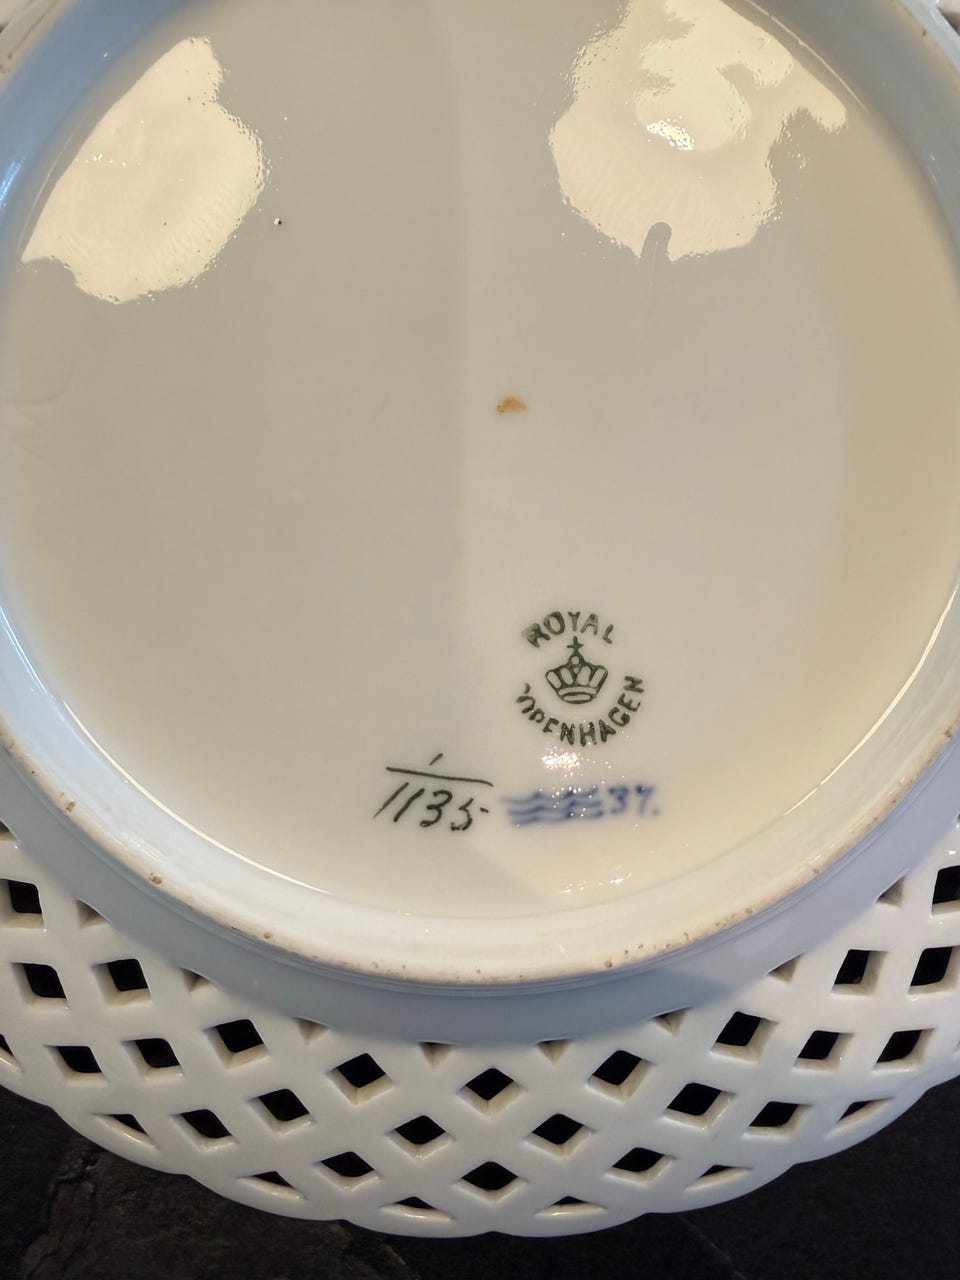 ROYAL
COPENHAGEN
1
1135
37.